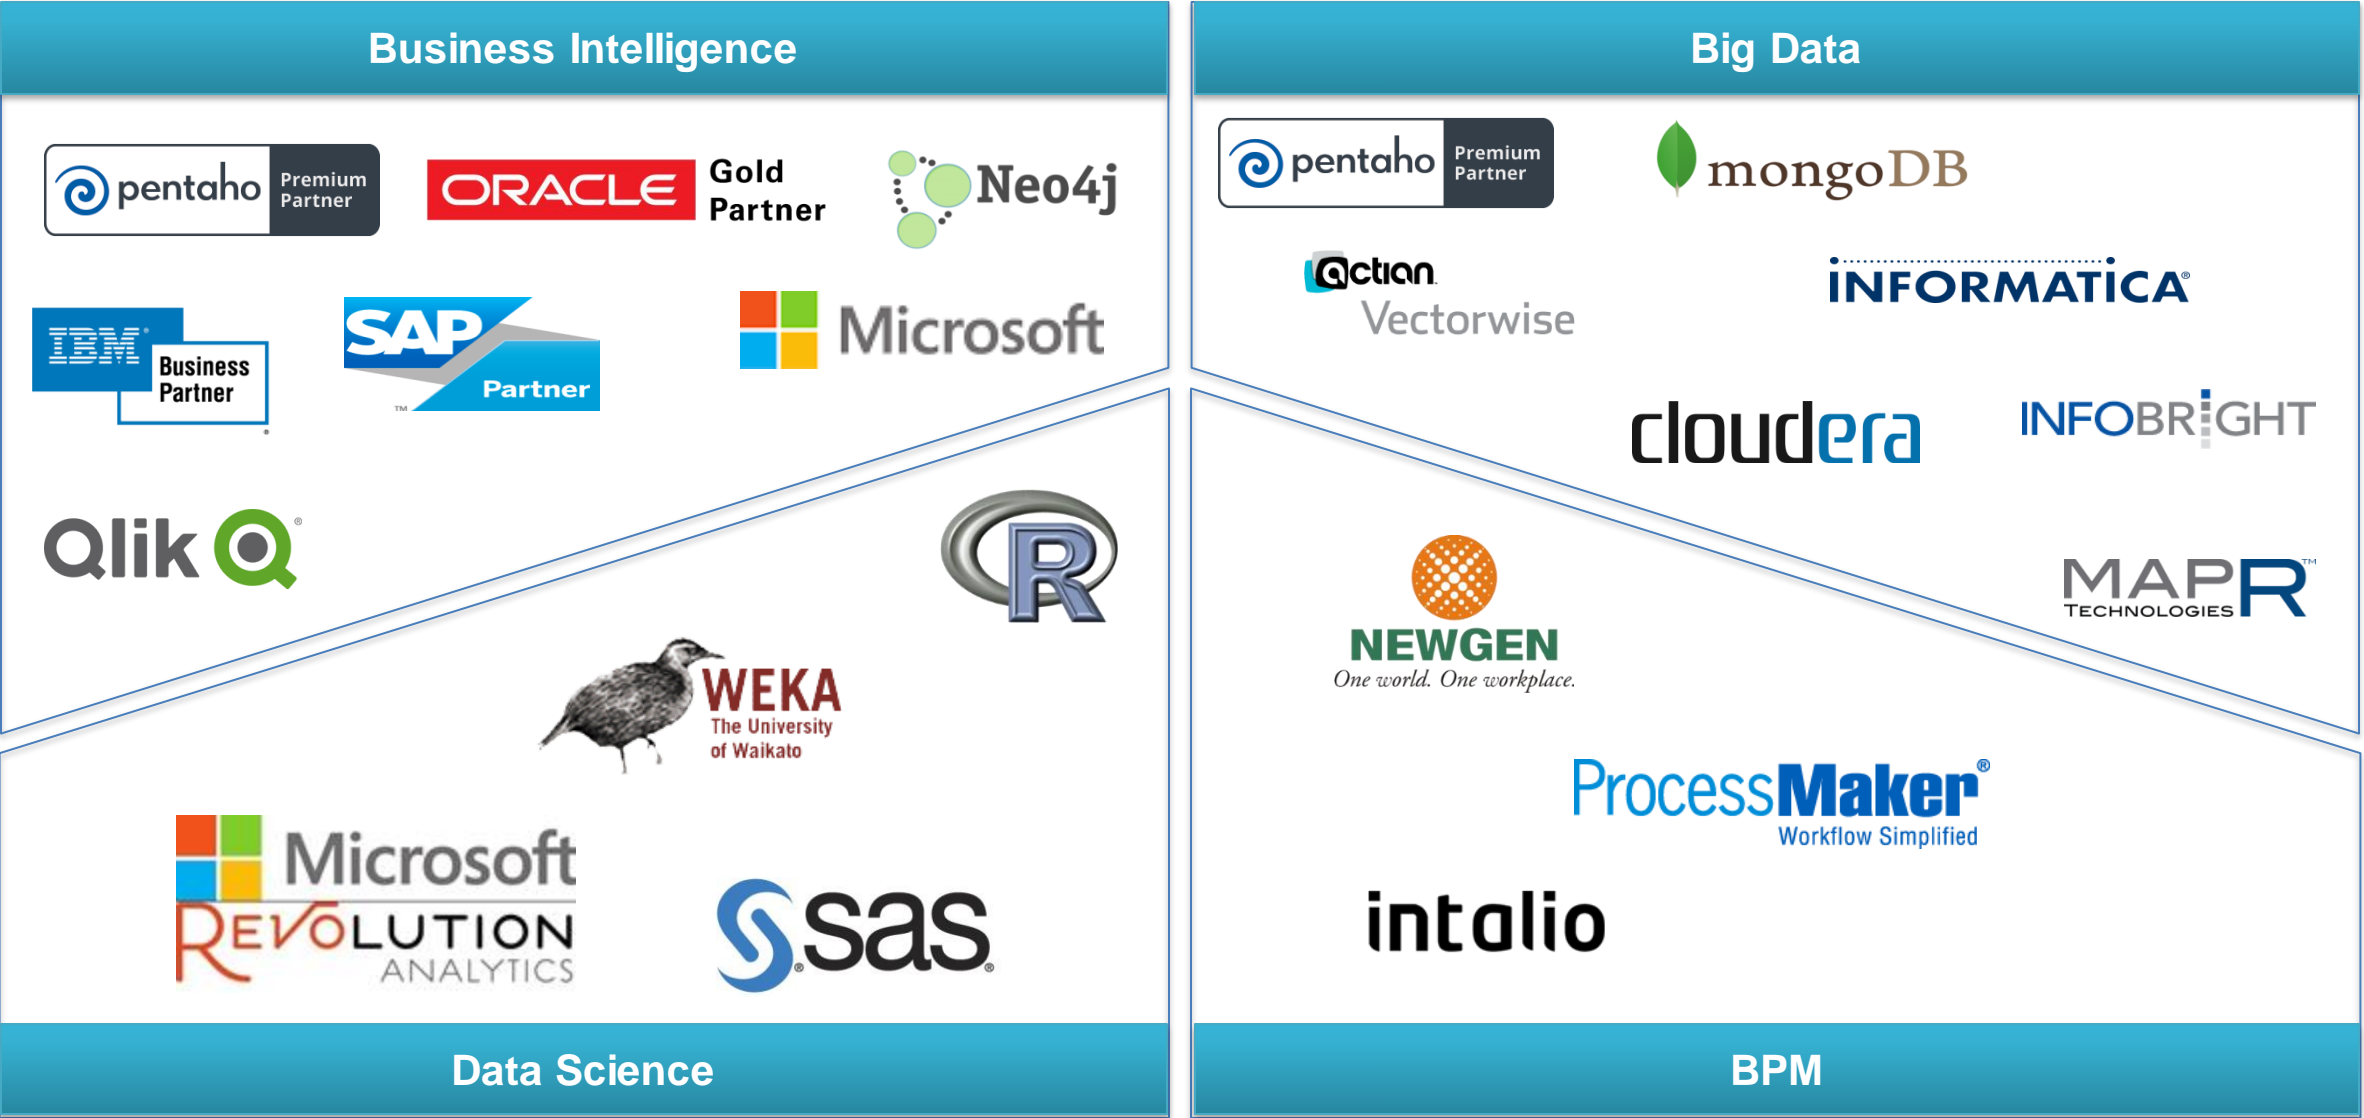 Business Intelligence
pentaho Premium Partner
ORACLE Gold Partner
Neo4j
IBM® Business Partner
SAP Partner ™
Microsoft
Qlik Q®
Big Data
pentaho Premium Partner
mongoDB
actian
Vectorwise
INFORMATICA®
cloudera
INFOBRIGHT
MAPR™
TECHNOLOGIES
R
WEKA
The University
of Waikato
Microsoft
REVOLUTION
ANALYTICS
sas®
Data Science
NEWGEN
One world. One workplace.
ProcessMaker®
Workflow Simplified
intalio
BPM